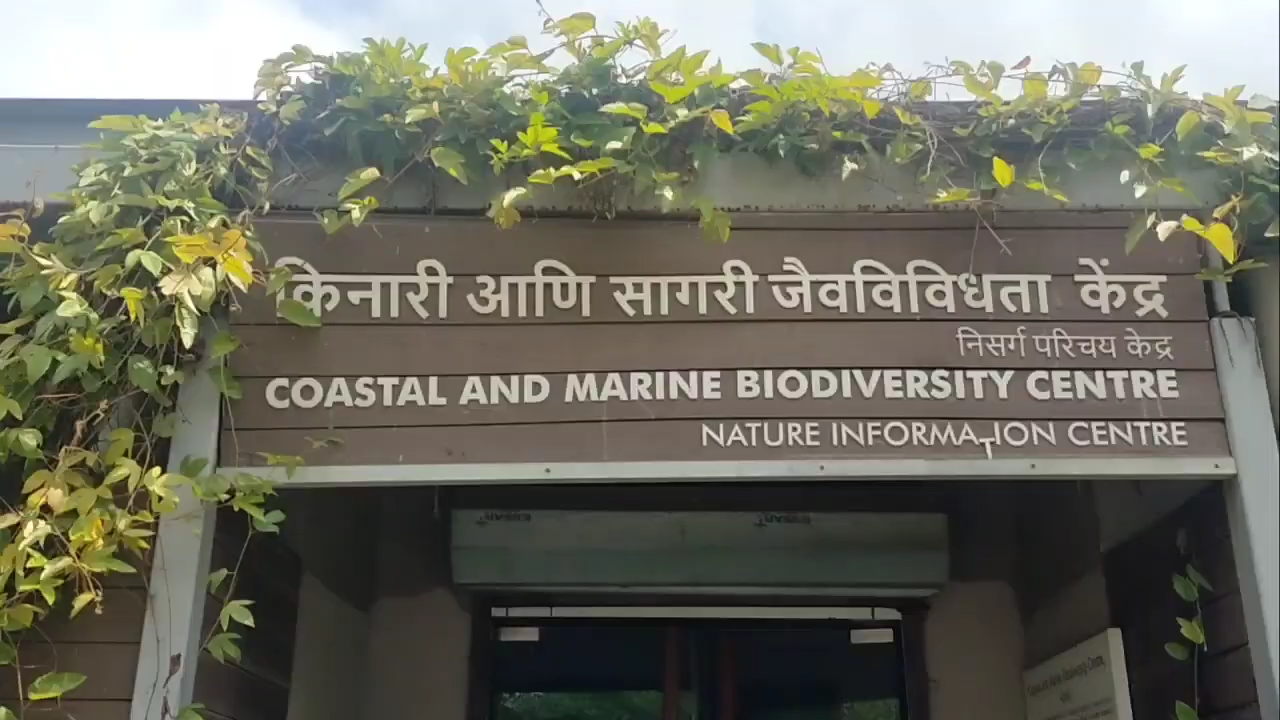 किनारी आणि सागरी जैवविविधता केंद्र
निसर्ग परिचय केंद्र
COASTAL AND MARINE BIODIVERSITY CENTRE
NATURE INFORMATION CENTRE